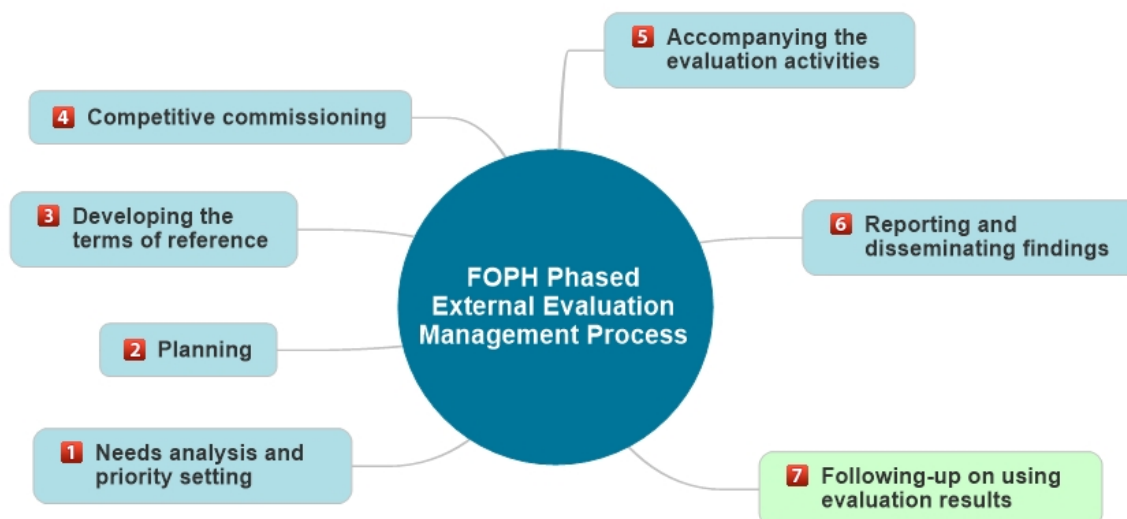 5 Accompanying the
evaluation activities
4 Competitive commissioning
3 Developing the
terms of reference
6 Reporting and
disseminating findings
FOPH Phased
External Evaluation
Management Process
2 Planning
1 Needs analysis and
priority setting
7 Following-up on using
evaluation results